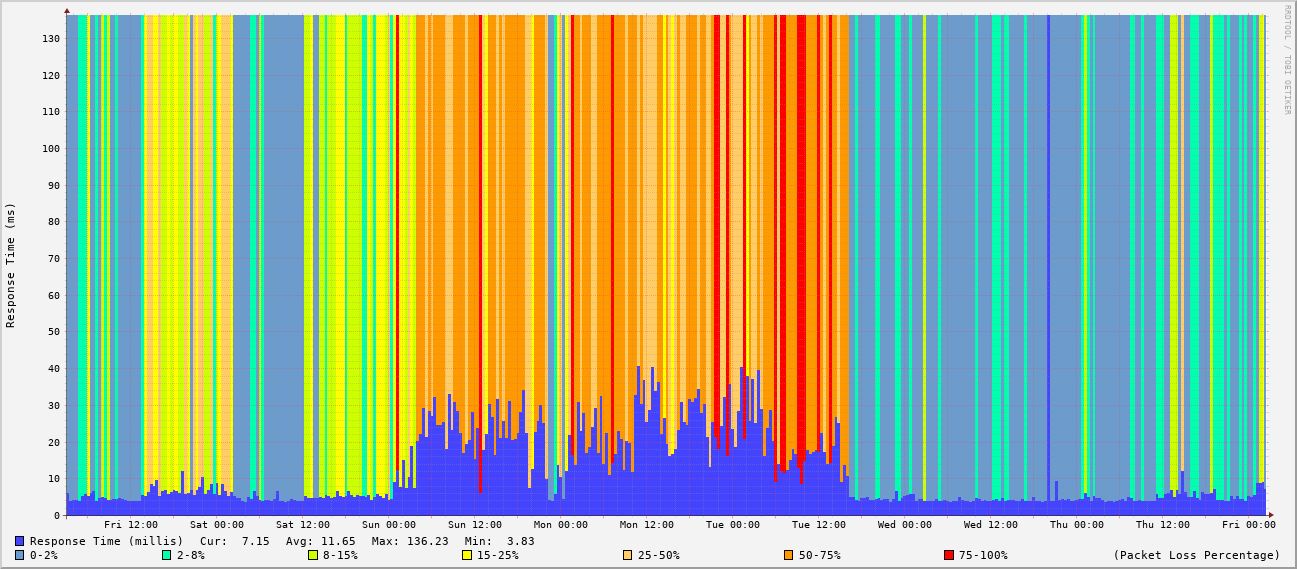 RRDTOOL / TOBI OETIKER
Response Time (ms)
130
120
110
100
90
80
70
60
50
40
30
20
10
0
Fri 12:00 Sat 00:00 Sat 12:00 Sun 00:00 Sun 12:00 Mon 00:00 Mon 12:00 Tue 00:00 Tue 12:00 Wed 00:00 Wed 12:00 Thu 00:00 Thu 12:00 Fri 00:00
Response Time (millis) Cur: 7.15 Avg: 11.65 Max: 136.23 Min: 3.83
0-2% 2-8% 8-15% 15-25% 25-50% 50-75% 75-100% (Packet Loss Percentage)